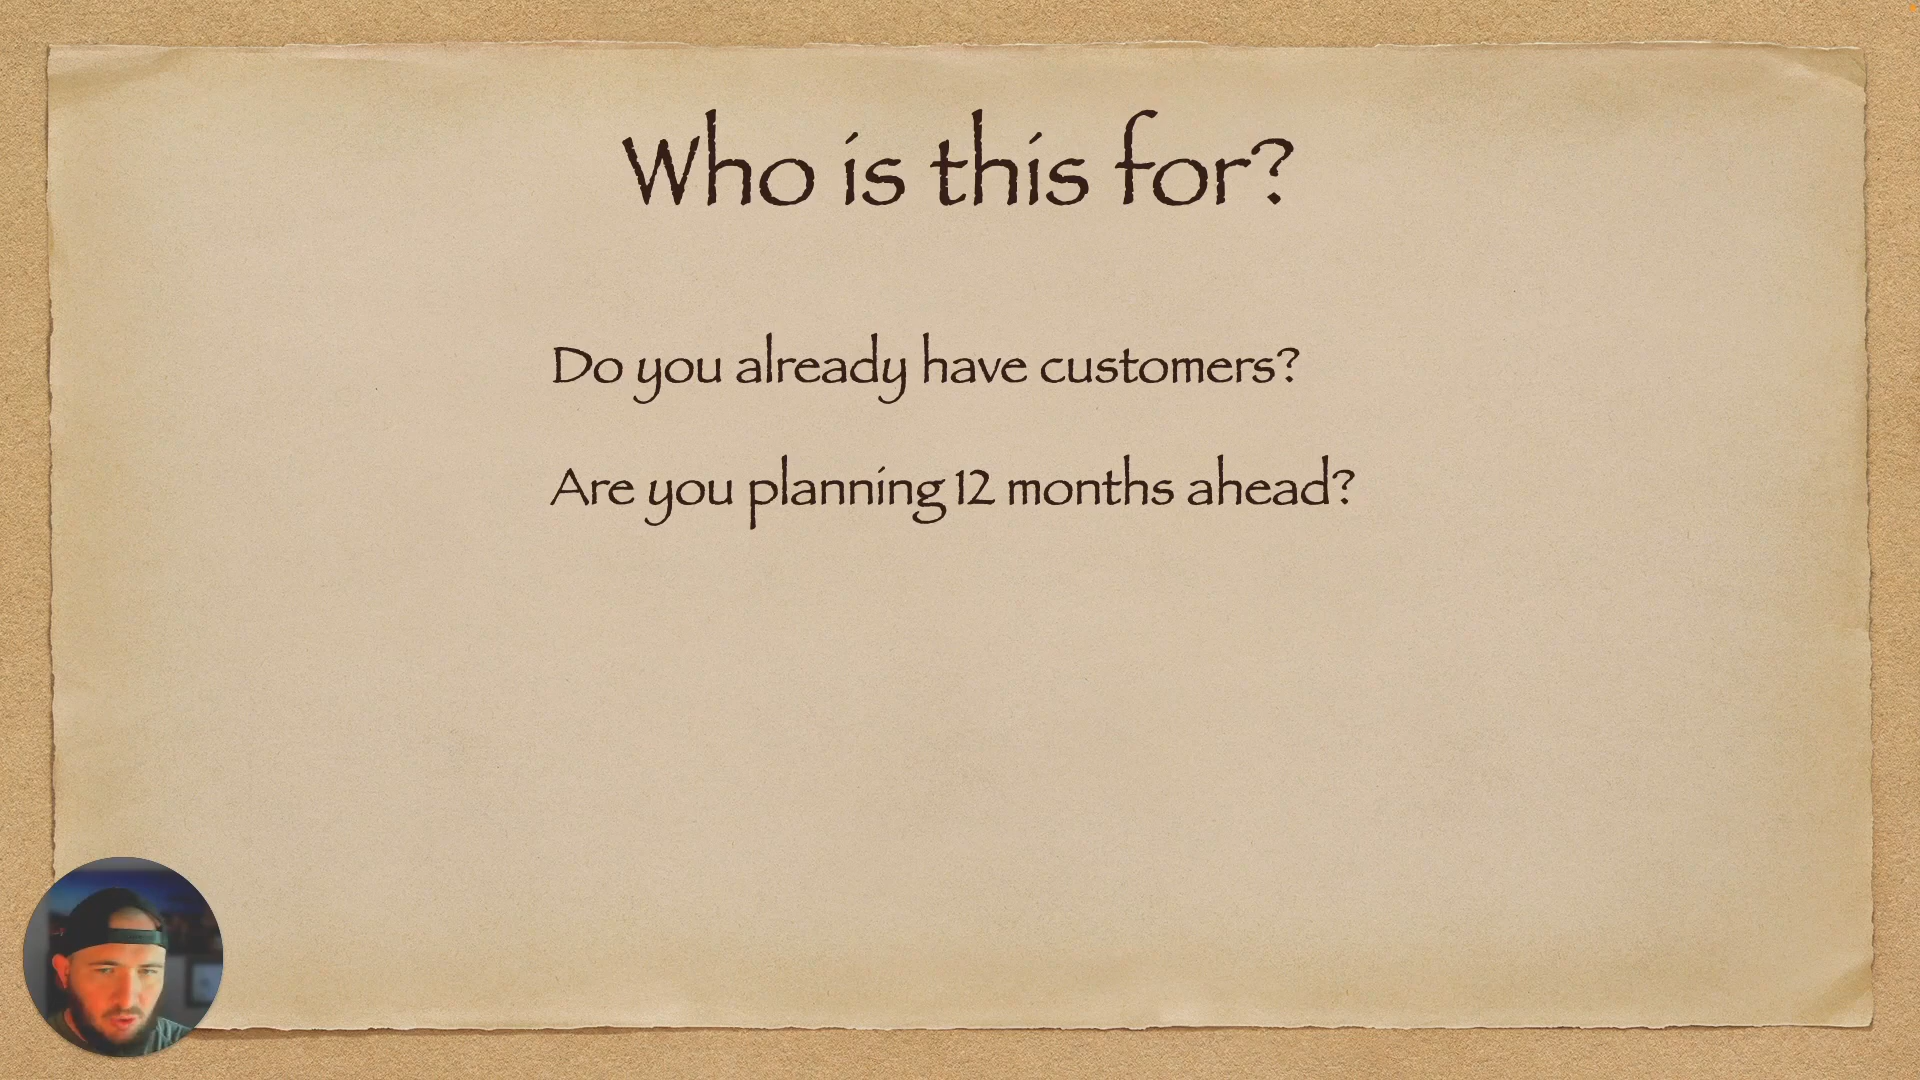 Who is this for?
Do you already have customers?
Are you planning 12 months ahead?